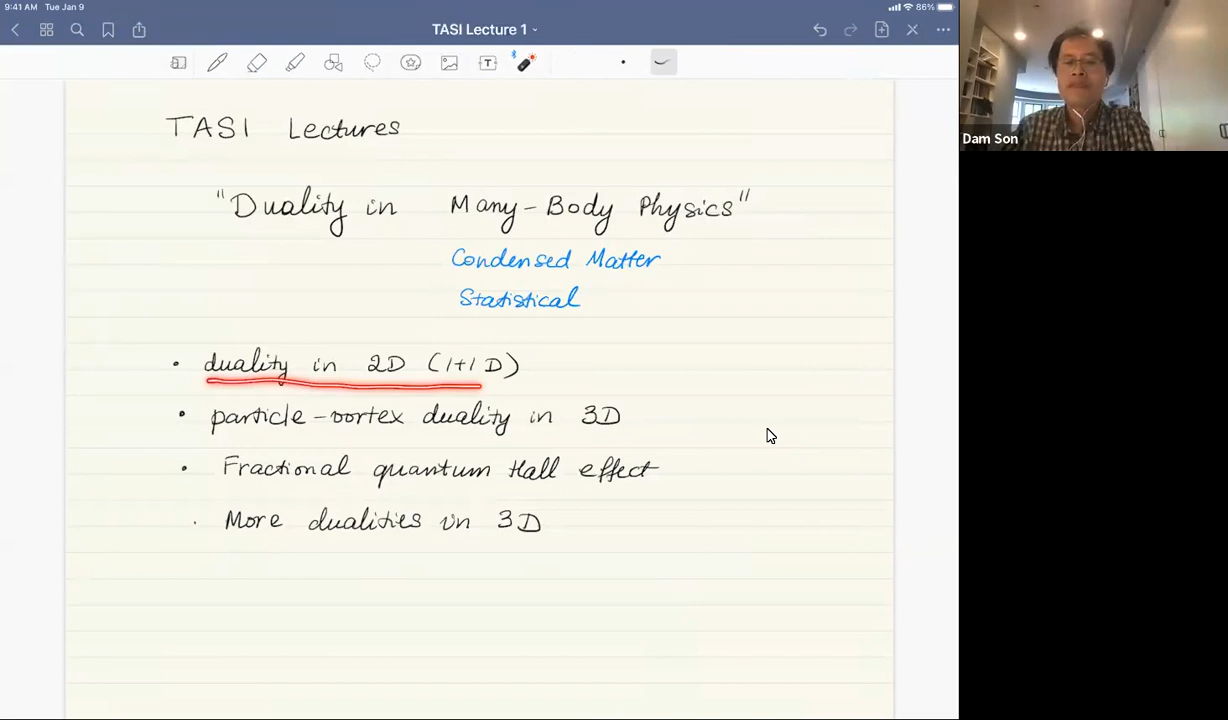 9:41 AM Tue Jan 9
86%
TASI Lecture 1
T
TASI Lectures
"Duality in Many-Body Physics"
Condensed Matter
Statistical
• duality in 2D (1+1 D)
• particle-vortex duality in 3D
• Fractional quantum Hall effect
• More dualities in 3D
Dam Son